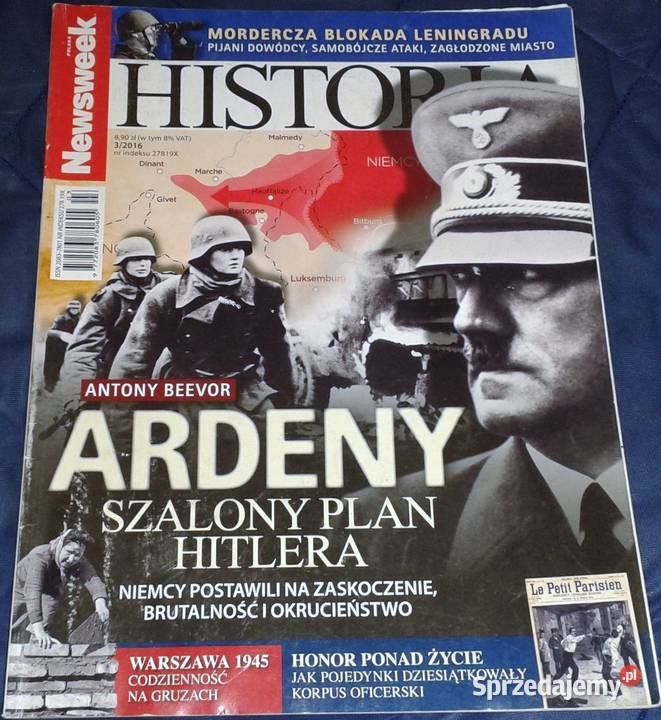 MORDERCZA BLOKADA LENINGRADU
PIJANI DOWÓDCY, SAMOBÓJCZE ATAKI, ZAGŁODZONE MIASTO
Newsweek
POLSKA
HISTORIA
8,90 zł (w tym 8% VAT)
3/2016
nr indeksu 27819X
Malmedy
NIEMCY
Dinant
Marche
Houffalize
Givet
Bastogne
Bitburg
Luksemburg
03
ANTONY BEEVOR
ARDENY
SZALONY PLAN
HITLERA
NIEMCY POSTAWILI NA ZASKOCZENIE,
BRUTALNOŚĆ I OKRUCIEŃSTWO
Le Petit Parisien
WARSZAWA 1945
CODZIENNOŚĆ
NA GRUZACH
HONOR PONAD ŻYCIE
JAK POJEDYNKI DZIESIĄTKOWAŁY
KORPUS OFICERSKI
Sprzedajemy.pl